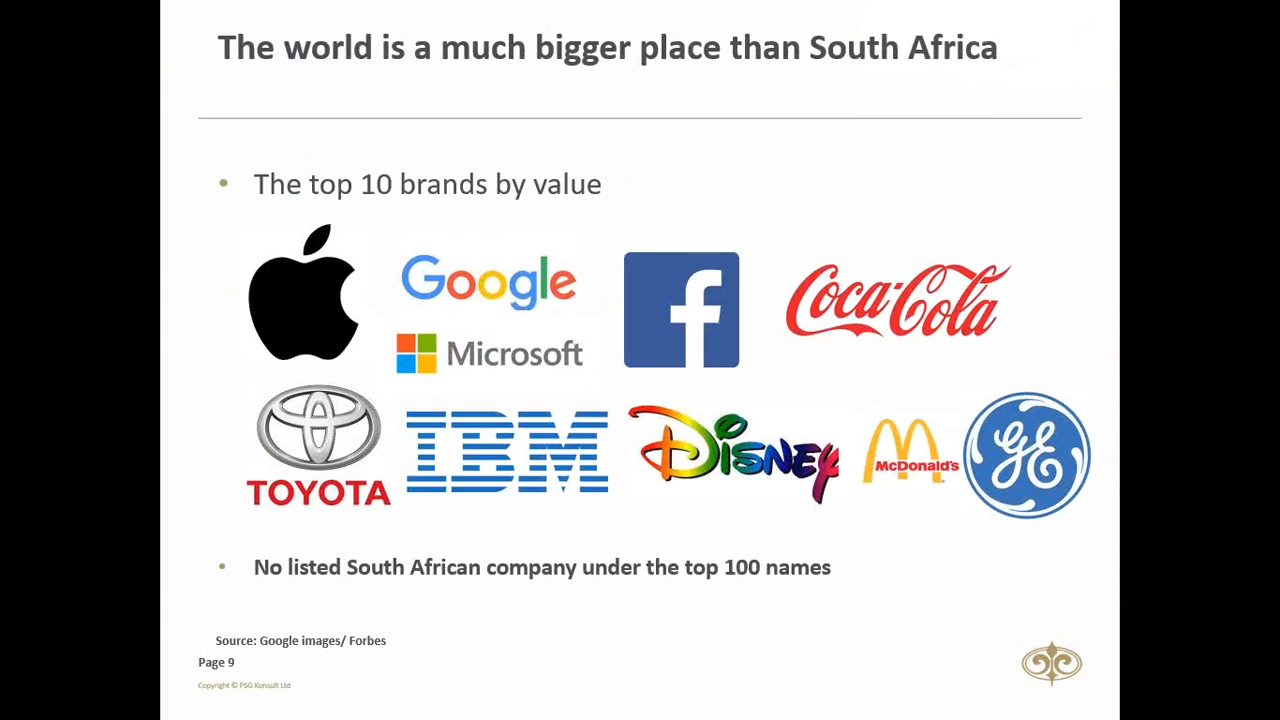 The world is a much bigger place than South Africa
• The top 10 brands by value
Google
Microsoft
f
Coca-Cola
TOYOTA
IBM
DISNEY
McDonald's
GE
• No listed South African company under the top 100 names
Source: Google images/ Forbes
Page 9
Copyright © PSG Konsult Ltd